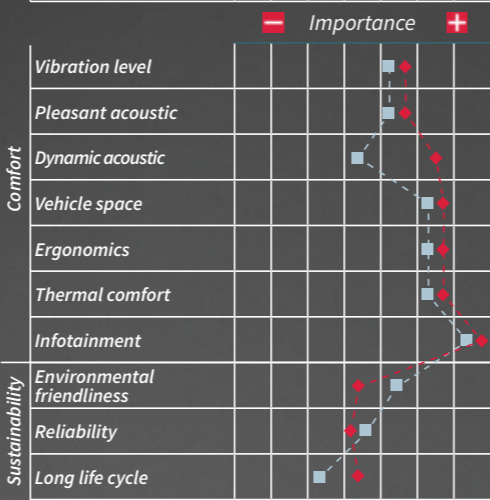 − Importance +
Comfort
Vibration level
Pleasant acoustic
Dynamic acoustic
Vehicle space
Ergonomics
Thermal comfort
Infotainment
Sustainability
Environmental
friendliness
Reliability
Long life cycle